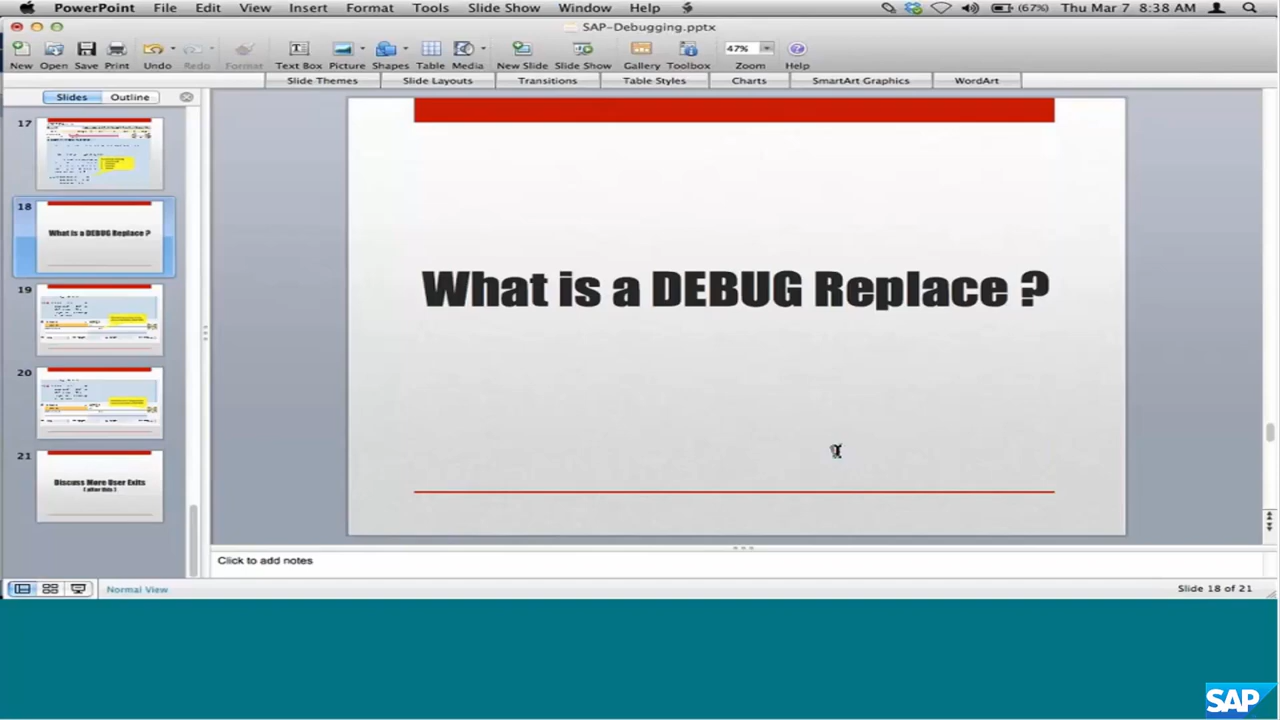 PowerPoint File Edit View Insert Format Tools Slide Show Window Help (67%) Thu Mar 7 8:38 AM
SAP-Debugging.pptx
47%
New Open Save Print Undo Redo Format Text Box Picture Shapes Table Media New Slide Slide Show Gallery Toolbox Zoom Help
Slide Themes Slide Layouts Transitions Table Styles Charts SmartArt Graphics WordArt
Slides Outline
17
18
What is a DEBUG Replace ?
19
20
21
Discuss More User Exits
( after this )
What is a DEBUG Replace ?
Click to add notes
Normal View
Slide 18 of 21
SAP